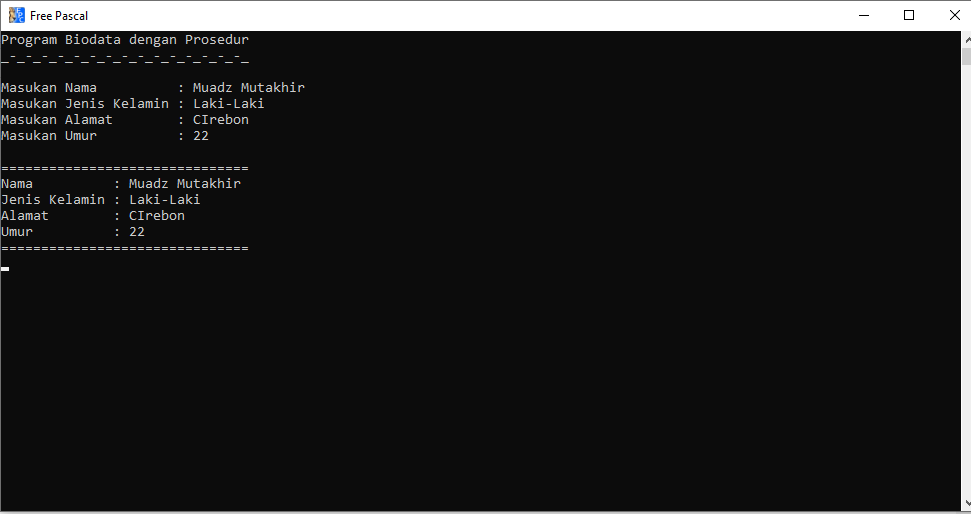 Free Pascal
Program Biodata dengan Prosedur
_-_-_-_-_-_-_-_-_-_-_-_-_-_-_-_
Masukan Nama          : Muadz Mutakhir
Masukan Jenis Kelamin : Laki-Laki
Masukan Alamat        : CIrebon
Masukan Umur          : 22
===============================
Nama          : Muadz Mutakhir
Jenis Kelamin : Laki-Laki
Alamat        : CIrebon
Umur          : 22
===============================